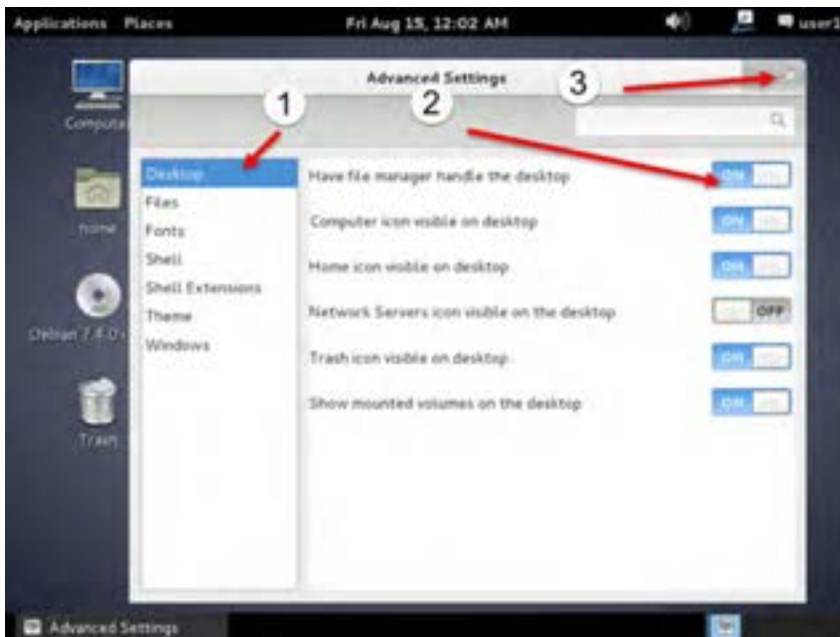 Applications Places Fri Aug 15, 12:02 AM user1
Advanced Settings
1 2 3
Computer
home
Debian 7.4.0
Trash
Desktop
Files
Fonts
Shell
Shell Extensions
Theme
Windows
Have file manager handle the desktop ON
Computer icon visible on desktop ON
Home icon visible on desktop ON
Network Servers icon visible on the desktop OFF
Trash icon visible on desktop ON
Show mounted volumes on the desktop ON
Advanced Settings